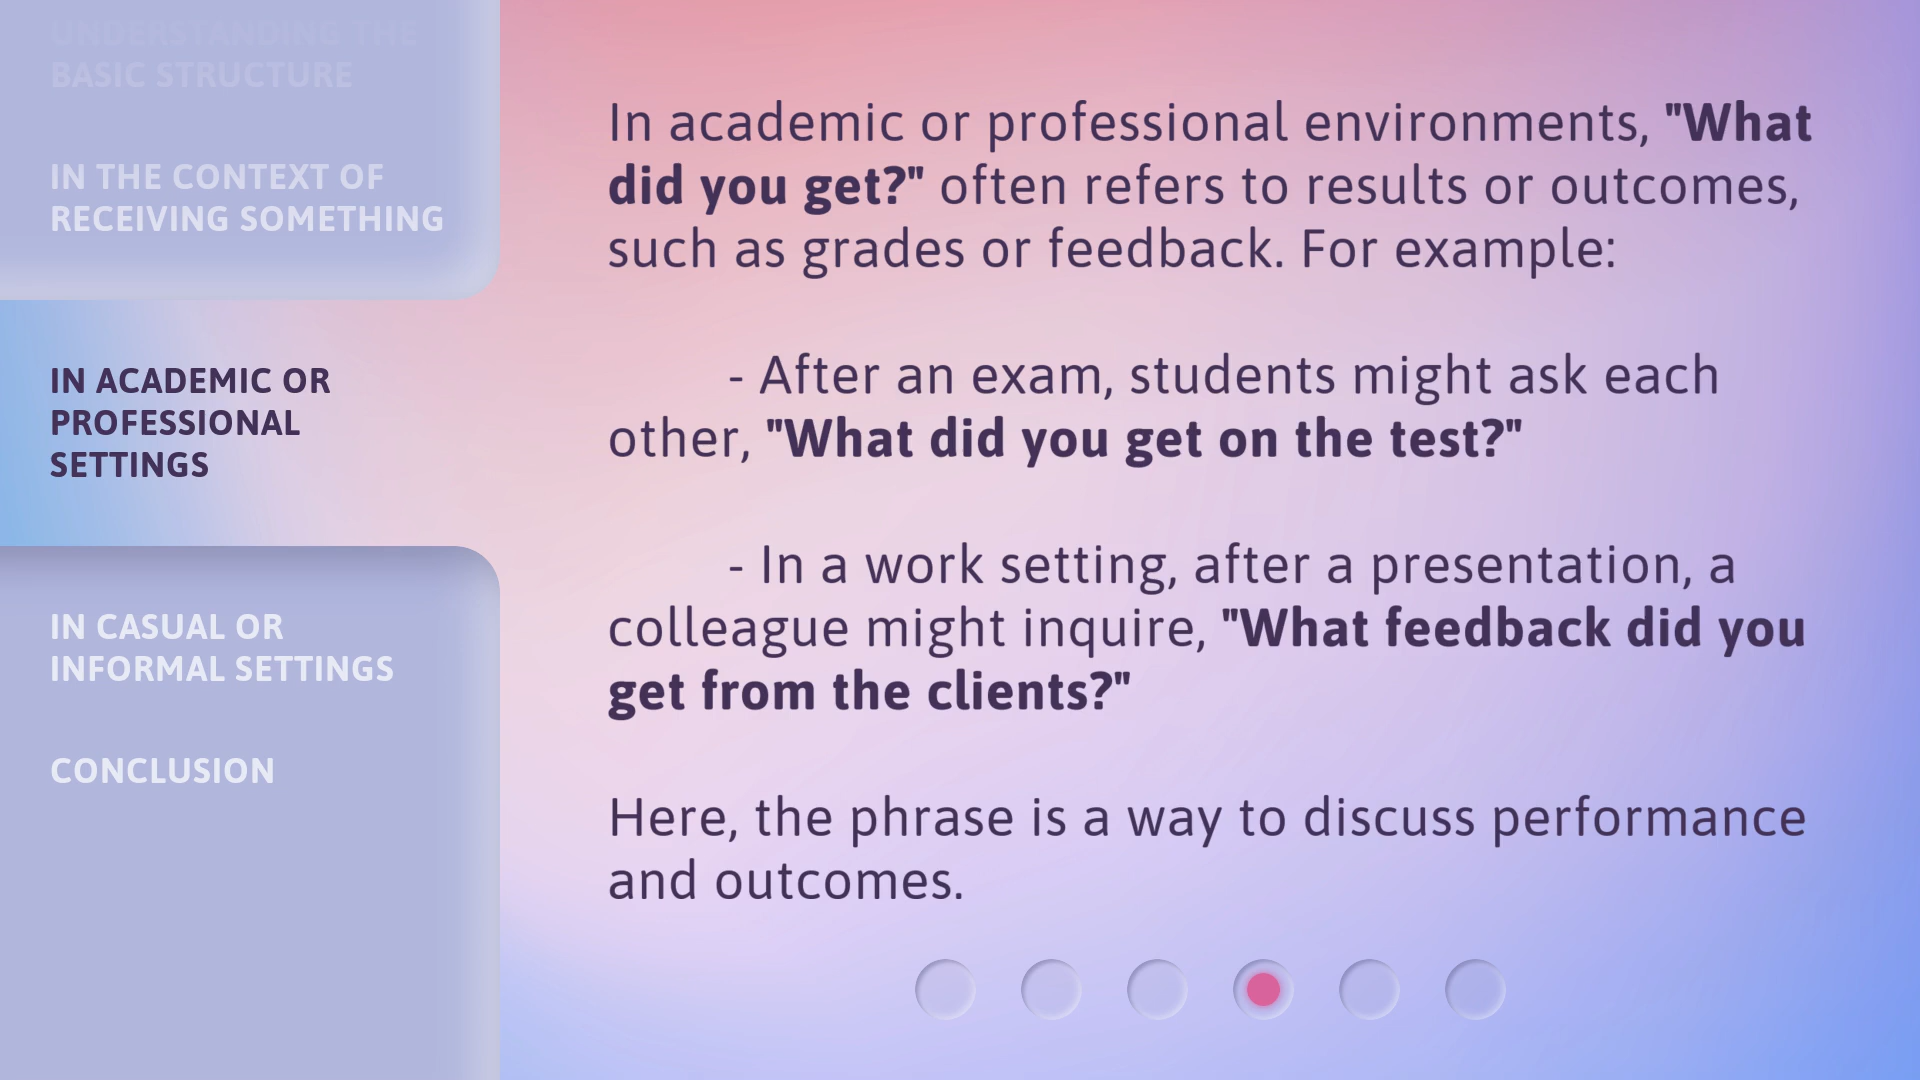 UNDERSTANDING THE
BASIC STRUCTURE
IN THE CONTEXT OF
RECEIVING SOMETHING
IN ACADEMIC OR
PROFESSIONAL
SETTINGS
IN CASUAL OR
INFORMAL SETTINGS
CONCLUSION
In academic or professional environments, "What
did you get?" often refers to results or outcomes,
such as grades or feedback. For example:
- After an exam, students might ask each
other, "What did you get on the test?"
- In a work setting, after a presentation, a
colleague might inquire, "What feedback did you
get from the clients?"
Here, the phrase is a way to discuss performance
and outcomes.